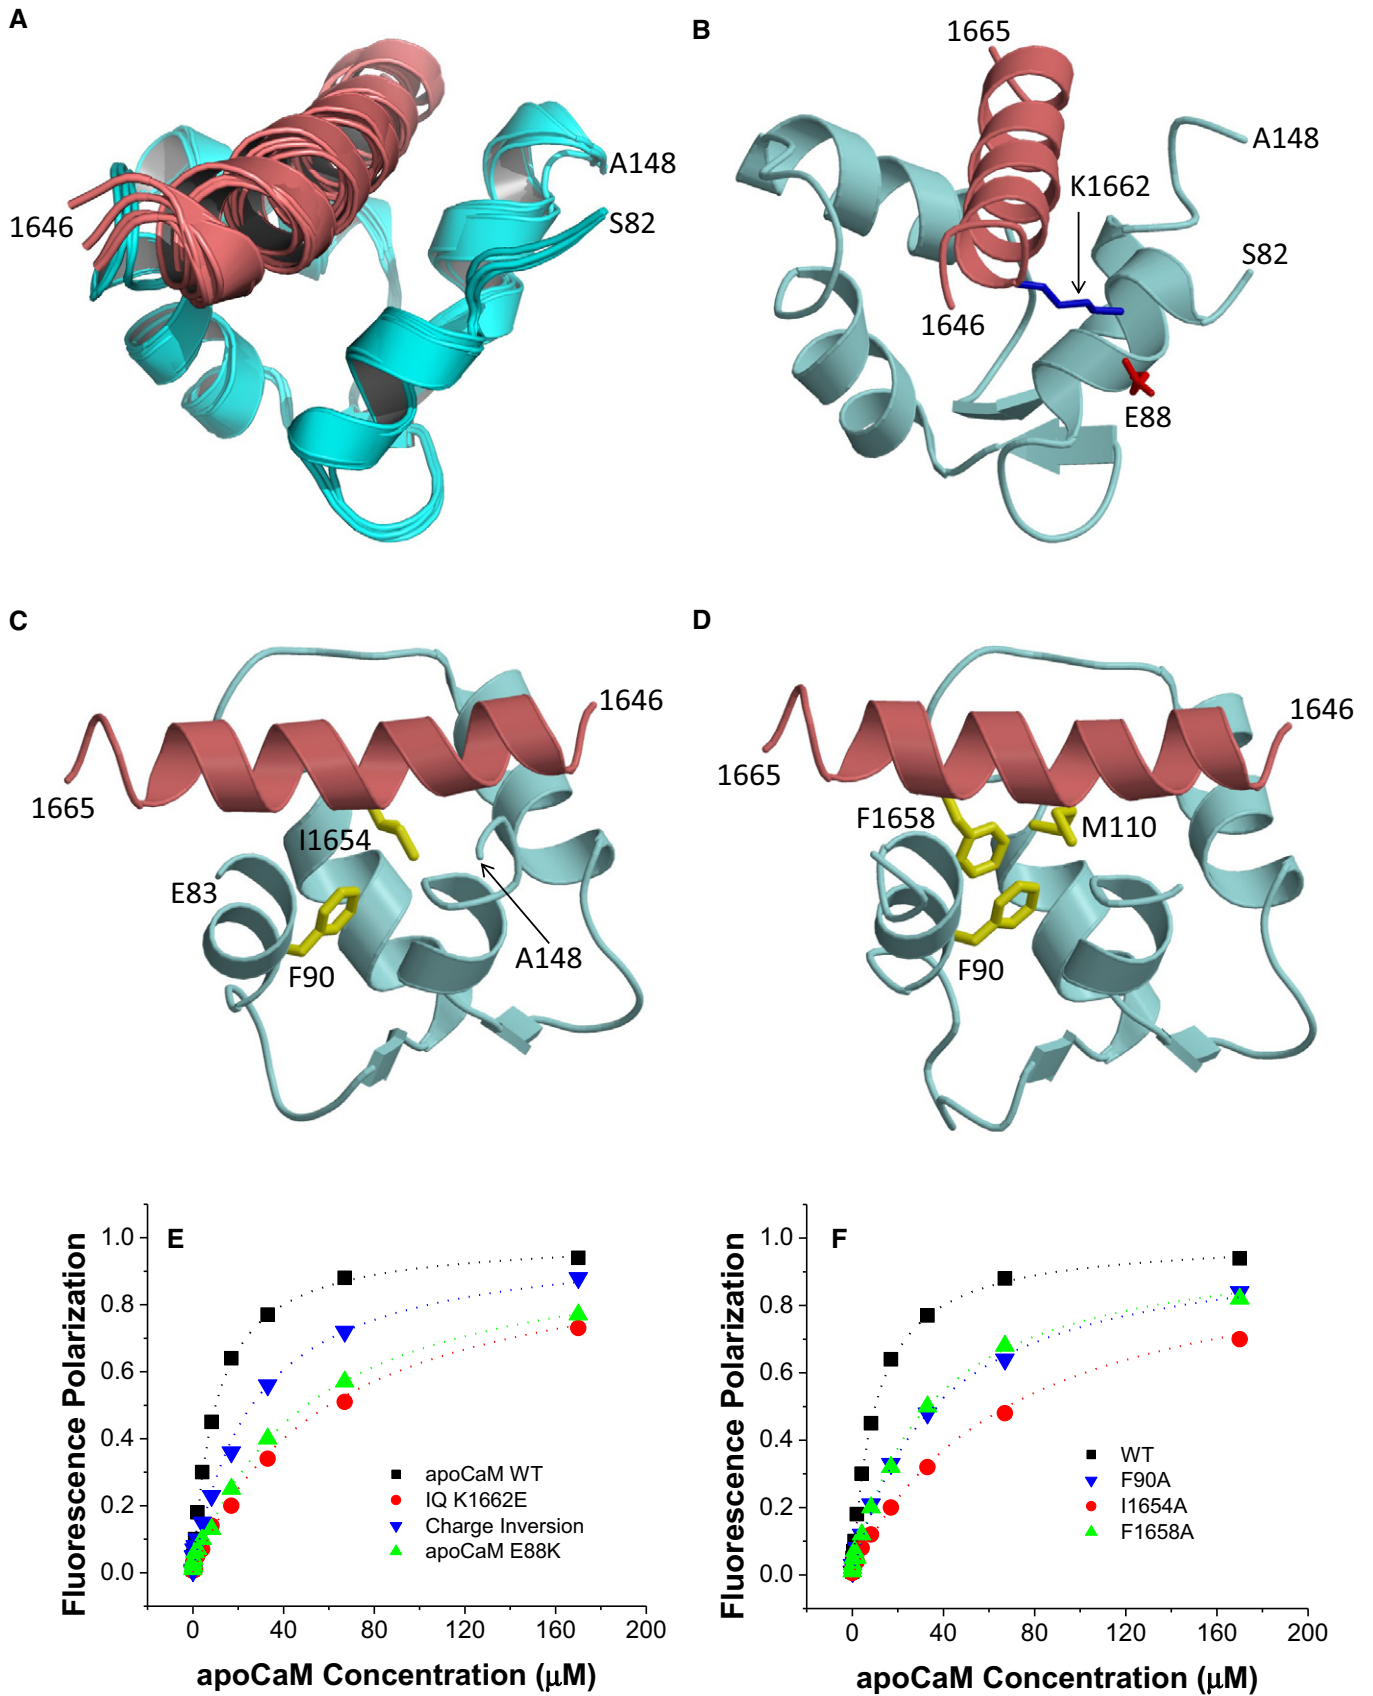 A
1646
A148
S82
B
1665
A148
K1662
S82
1646
E88
C
1646
1665
I1654
E83
F90
A148
D
1646
1665
F1658
M110
F90
E
Fluorescence Polarization
1.0
0.8
0.6
0.4
0.2
0.0
apoCaM WT
IQ K1662E
Charge Inversion
apoCaM E88K
0 40 80 120 160 200
apoCaM Concentration (μM)
F
Fluorescence Polarization
1.0
0.8
0.6
0.4
0.2
0.0
WT
F90A
I1654A
F1658A
0 40 80 120 160 200
apoCaM Concentration (μM)